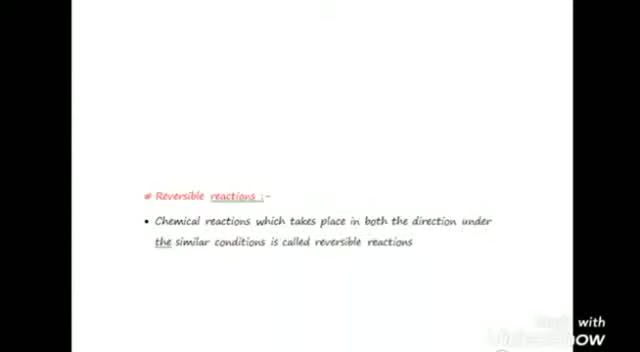 # Reversible reactions :-
• Chemical reactions which takes place in both the direction under
the similar conditions is called reversible reactions
with